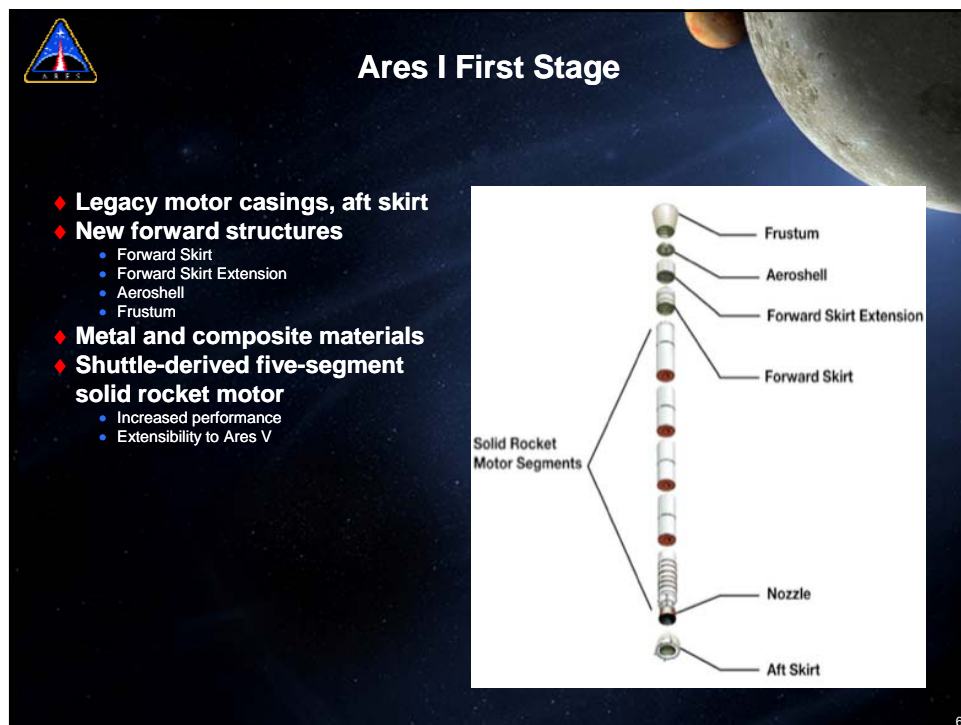 ARES
Ares I First Stage
♦ Legacy motor casings, aft skirt
♦ New forward structures
• Forward Skirt
• Forward Skirt Extension
• Aeroshell
• Frustum
♦ Metal and composite materials
♦ Shuttle-derived five-segment
solid rocket motor
• Increased performance
• Extensibility to Ares V
Frustum
Aeroshell
Forward Skirt Extension
Forward Skirt
Solid Rocket
Motor Segments
Nozzle
Aft Skirt
6